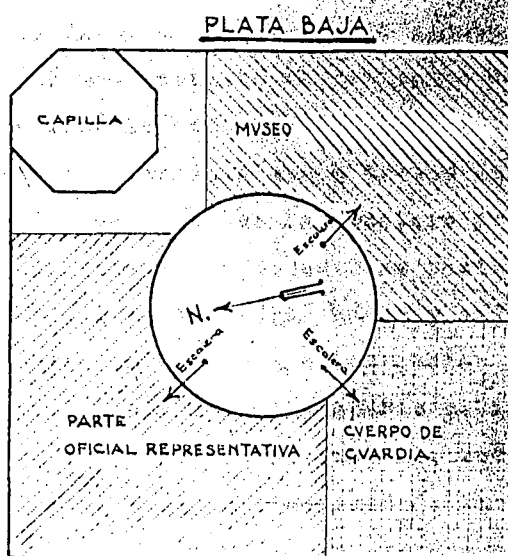 PLATA BAJA
CAPILLA
MVSEO
Escalera
N.
Escalera
Escalera
PARTE
OFICIAL REPRESENTATIVA
CVERPO DE
GVARDIA